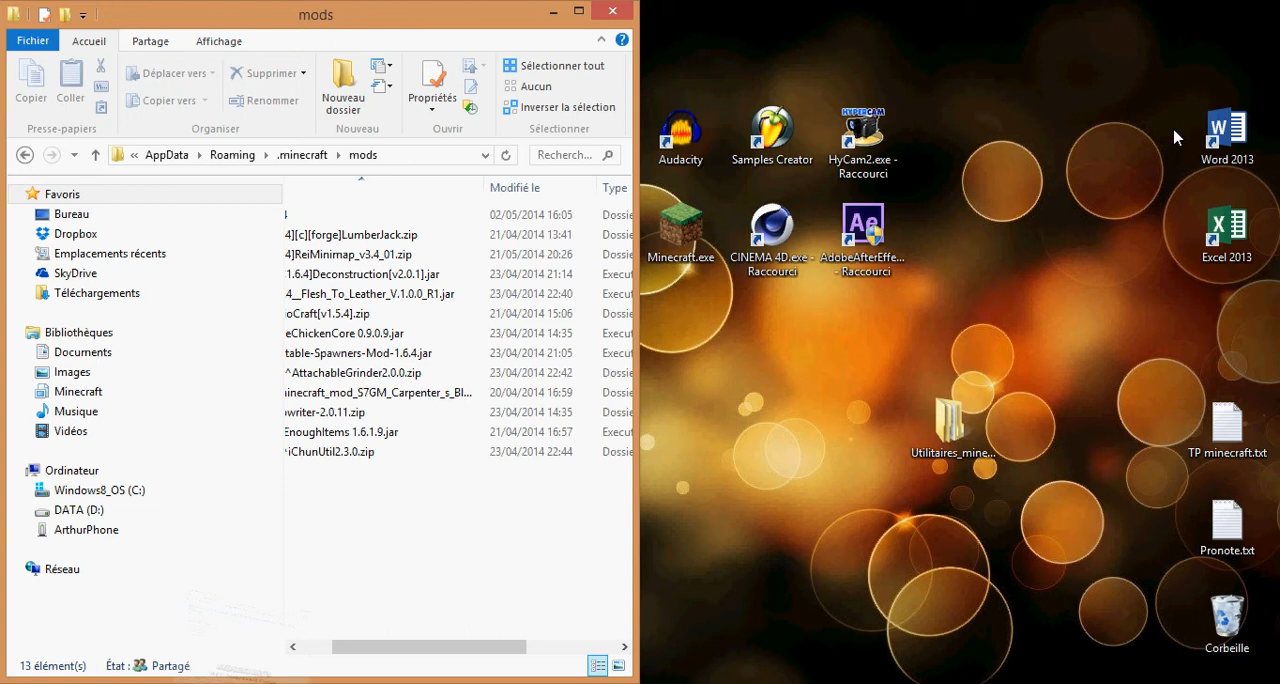 mods
Fichier Accueil Partage Affichage
Copier
Coller
Déplacer vers
Copier vers
Supprimer
Renommer
Nouveau
dossier
Propriétés
Sélectionner tout
Aucun
Inverser la sélection
Presse-papiers Organiser Nouveau Ouvrir Sélectionner
« AppData Roaming .minecraft mods
Recherch...
Modifié le Type
Favoris
Bureau
Dropbox
Emplacements récents
SkyDrive
Téléchargements
Bibliothèques
Documents
Images
Minecraft
Musique
Vidéos
Ordinateur
Windows8_OS (C:)
DATA (D:)
ArthurPhone
Réseau
4 02/05/2014 16:05 Dossie
4][c][forge]LumberJack.zip 21/04/2014 13:41 Dossie
4]ReiMinimap_v3.4_01.zip 21/05/2014 20:26 Dossie
1.6.4]Deconstruction[v2.0.1].jar 23/04/2014 21:14 Execut
4__Flesh_To_Leather_V.1.0.0_R1.jar 23/04/2014 22:40 Execut
oCraft[v1.5.4].zip 21/04/2014 15:06 Dossie
eChickenCore 0.9.0.9.jar 23/04/2014 14:35 Execut
table-Spawners-Mod-1.6.4.jar 23/04/2014 21:05 Execut
^AttachableGrinder2.0.0.zip 23/04/2014 22:42 Dossie
inecraft_mod_S7GM_Carpenter_s_Bl... 20/04/2014 16:59 Dossie
writer-2.0.11.zip 23/04/2014 14:35 Dossie
EnoughItems 1.6.1.9.jar 21/04/2014 16:57 Execut
iChunUtil2.3.0.zip 23/04/2014 22:44 Dossie
13 élément(s) État : Partagé
Audacity
Samples Creator
HYPERCAM
HyCam2.exe -
Raccourci
Word 2013
Minecraft.exe
CINEMA 4D.exe -
Raccourci
Ae
AdobeAfterEffe...
- Raccourci
Excel 2013
Utilitaires_mine...
TP minecraft.txt
Pronote.txt
Corbeille